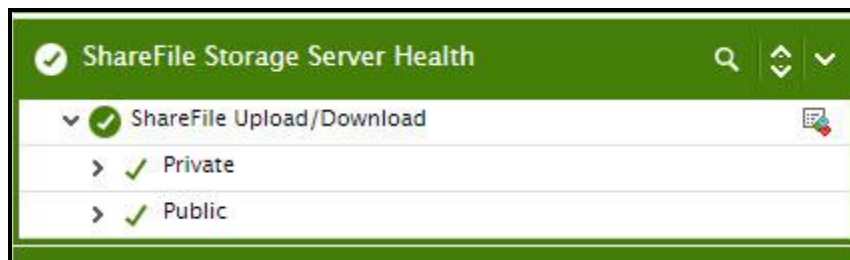 ShareFile Storage Server Health
ShareFile Upload/Download
Private
Public